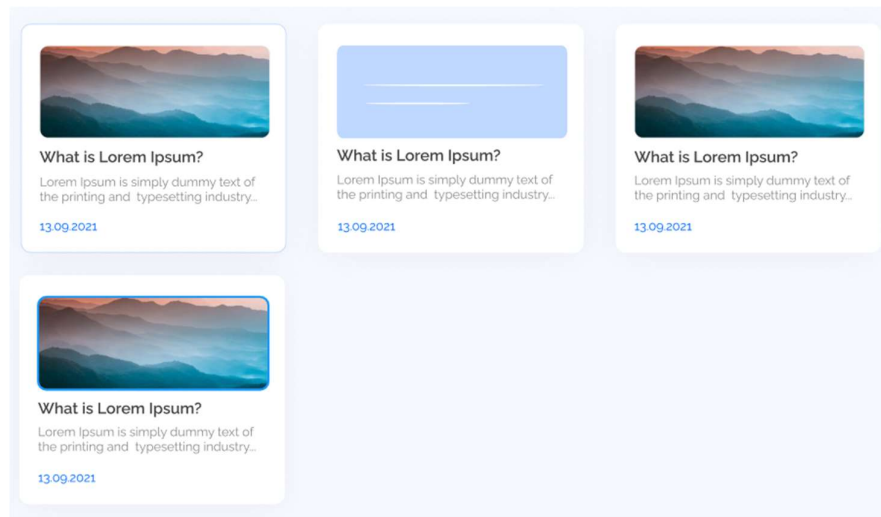 What is Lorem Ipsum?
Lorem Ipsum is simply dummy text of
the printing and  typesetting industry...
13.09.2021
What is Lorem Ipsum?
Lorem Ipsum is simply dummy text of
the printing and  typesetting industry...
13.09.2021
What is Lorem Ipsum?
Lorem Ipsum is simply dummy text of
the printing and  typesetting industry...
13.09.2021
What is Lorem Ipsum?
Lorem Ipsum is simply dummy text of
the printing and  typesetting industry...
13.09.2021